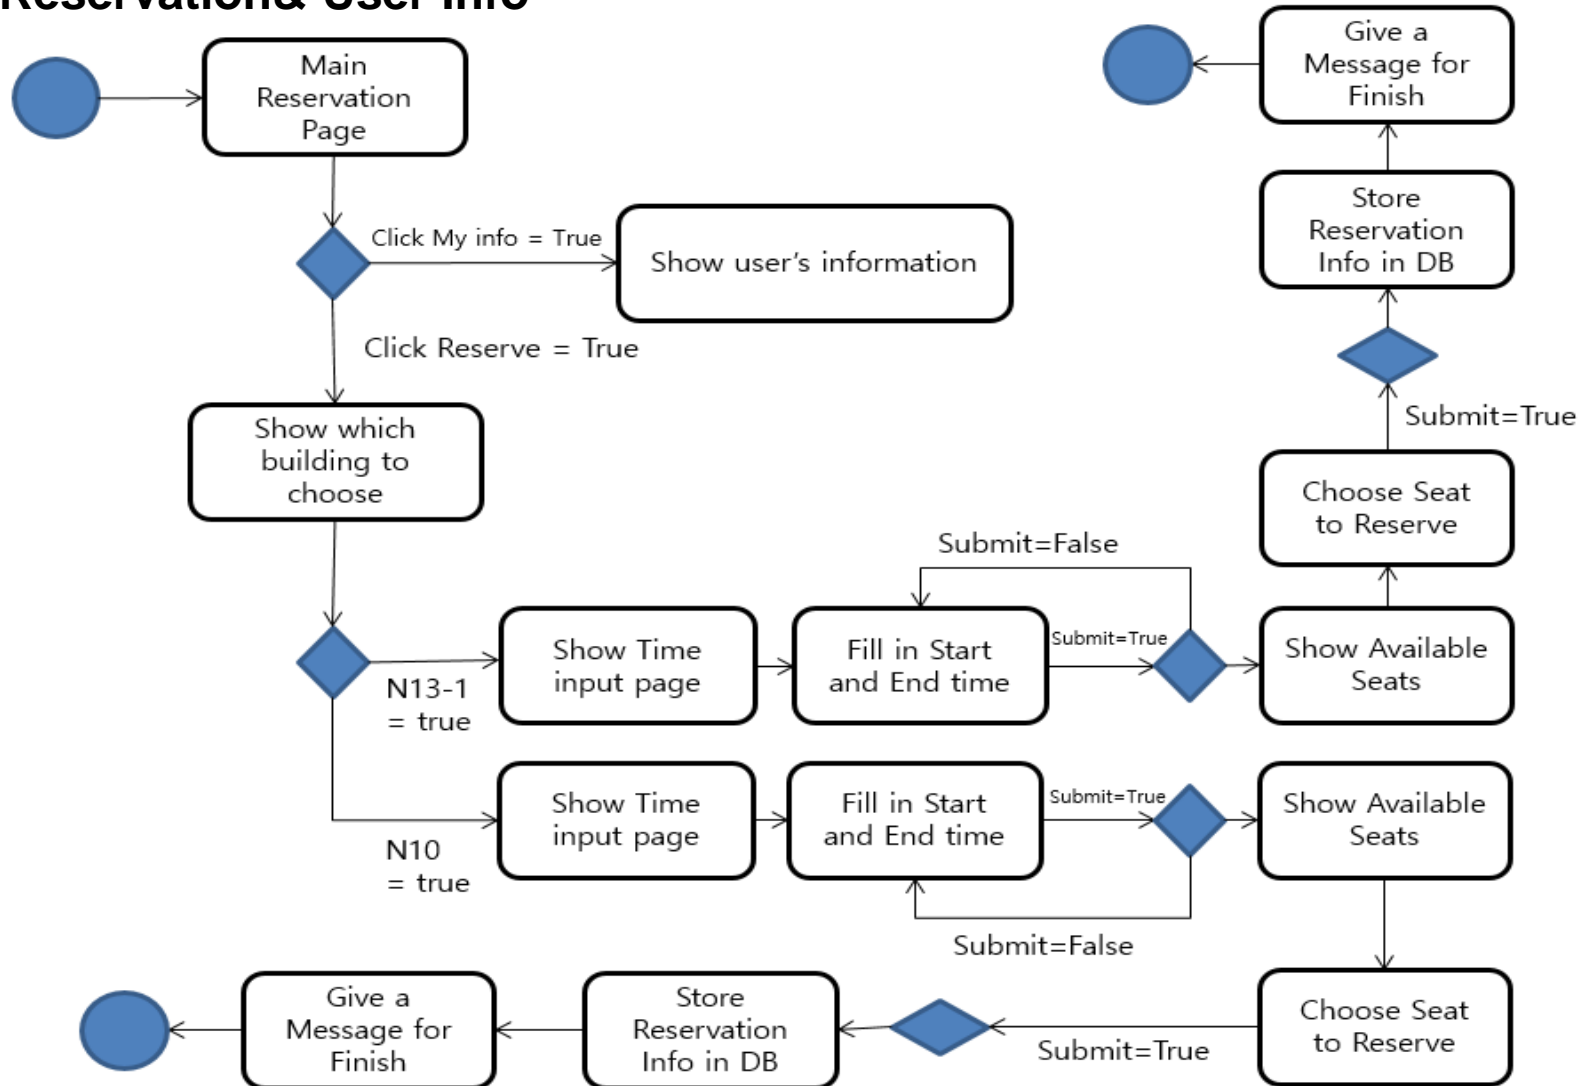 Reservation& User Info
Main
Reservation
Page
Click My info = True
Show user's information
Click Reserve = True
Show which
building to
choose
N13-1
= true
Show Time
input page
Fill in Start
and End time
Submit=False
Submit=True
Show Available
Seats
Choose Seat
to Reserve
Submit=True
Store
Reservation
Info in DB
Give a
Message for
Finish
N10
= true
Show Time
input page
Fill in Start
and End time
Submit=True
Submit=False
Show Available
Seats
Choose Seat
to Reserve
Submit=True
Store
Reservation
Info in DB
Give a
Message for
Finish